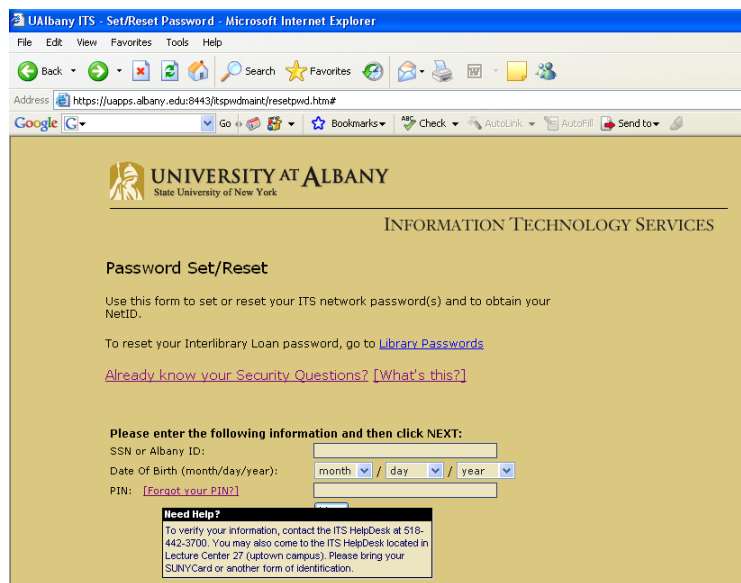 UAlbany ITS - Set/Reset Password - Microsoft Internet Explorer
File Edit View Favorites Tools Help
Back Search Favorites
Address https://uapps.albany.edu:8443/itspwdmaint/resetpwd.htm#
Google G Go Bookmarks ABC Check AutoLink AutoFill Send to
UNIVERSITY AT ALBANY
State University of New York
INFORMATION TECHNOLOGY SERVICES
Password Set/Reset
Use this form to set or reset your ITS network password(s) and to obtain your
NetID.
To reset your Interlibrary Loan password, go to Library Passwords
Already know your Security Questions? [What's this?]
Please enter the following information and then click NEXT:
SSN or Albany ID:
Date Of Birth (month/day/year): month / day / year
PIN: [Forgot your PIN?]
Need Help?
To verify your information, contact the ITS HelpDesk at 518-
442-3700. You may also come to the ITS HelpDesk located in
Lecture Center 27 (uptown campus). Please bring your
SUNYCard or another form of identification.